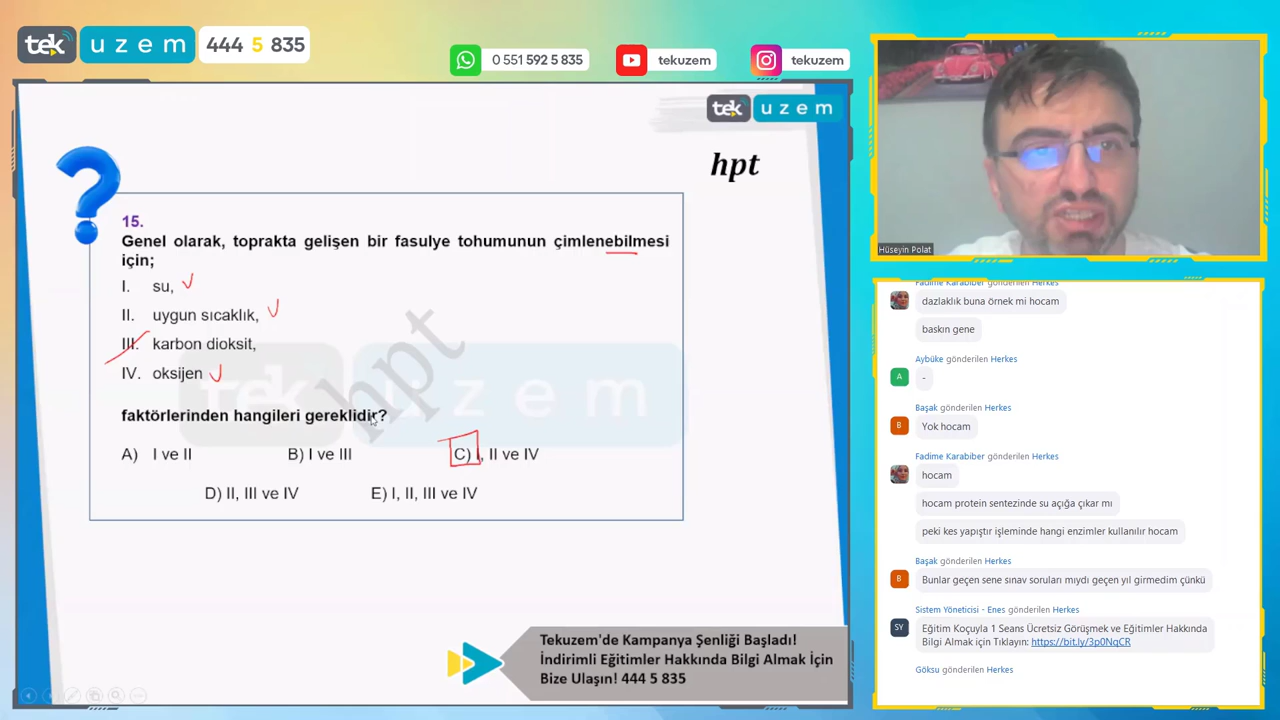 tek uzem 444 5 835
0 551 592 5 835
tekuzem
tekuzem
tek uzem
hpt
15.
Genel olarak, toprakta gelişen bir fasulye tohumunun çimlenebilmesi
için;
I. su,
II. uygun sıcaklık,
III. karbon dioksit,
IV. oksijen
faktörlerinden hangileri gereklidir?
A) I ve II B) I ve III C) I, II ve IV
D) II, III ve IV E) I, II, III ve IV
hpt
tek uzem
Tekuzem'de Kampanya Şenliği Başladı!
İndirimli Eğitimler Hakkında Bilgi Almak İçin
Bize Ulaşın! 444 5 835
Hüseyin Polat
Fadime Karabiber gönderilen Herkes
dazlaklık buna örnek mi hocam
baskın gene
Aybüke gönderilen Herkes
A
-
Başak gönderilen Herkes
B
Yok hocam
Fadime Karabiber gönderilen Herkes
hocam
hocam protein sentezinde su açığa çıkar mı
peki kes yapıştır işleminde hangi enzimler kullanılır hocam
Başak gönderilen Herkes
B
Bunlar geçen sene sınav soruları mıydı geçen yıl girmedim çünkü
Sistem Yöneticisi - Enes gönderilen Herkes
SY
Eğitim Koçuyla 1 Seans Ücretsiz Görüşmek ve Eğitimler Hakkında
Bilgi Almak için Tıklayın: https://bit.ly/3p0NqCR
Göksu gönderilen Herkes